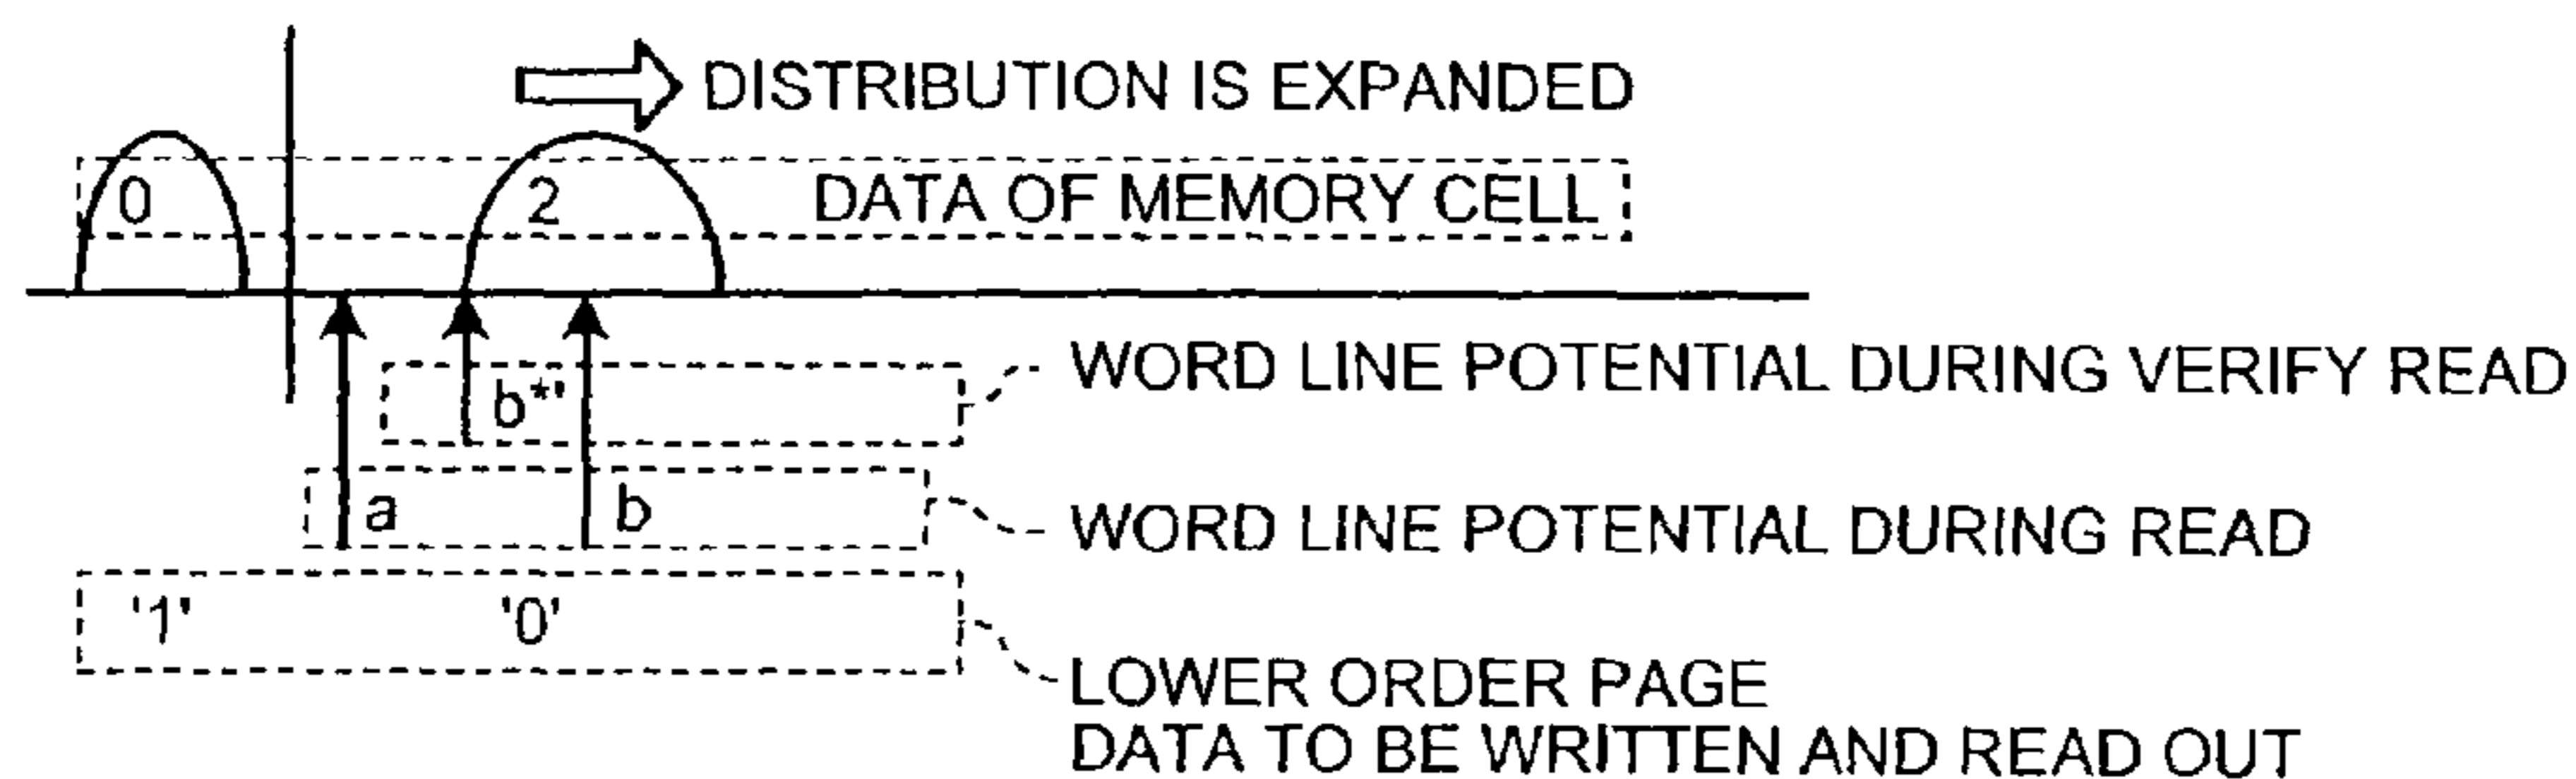 DISTRIBUTION IS EXPANDED
0 2 DATA OF MEMORY CELL
b*' WORD LINE POTENTIAL DURING VERIFY READ
a b WORD LINE POTENTIAL DURING READ
'1' '0'
LOWER ORDER PAGE
DATA TO BE WRITTEN AND READ OUT